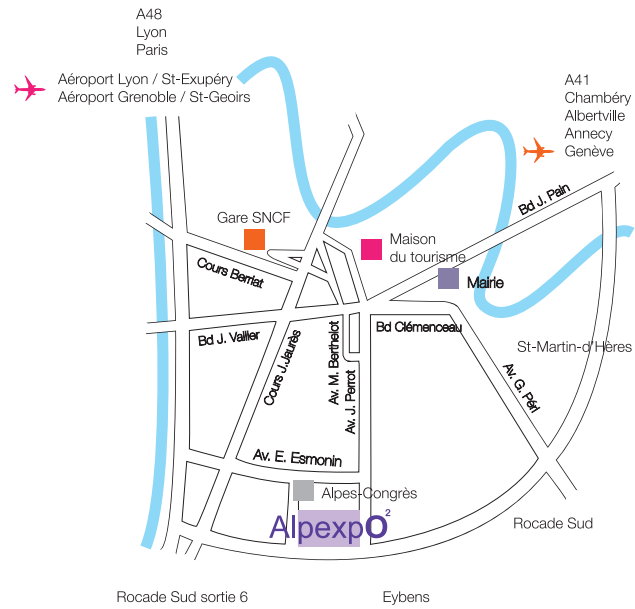 A48
Lyon
Paris
Aéroport Lyon / St-Exupéry
Aéroport Grenoble / St-Geoirs
A41
Chambéry
Albertville
Annecy
Genève
Bd J. Pain
Gare SNCF
Maison
du tourisme
Mairie
Cours Berriat
Bd J. Vallier
Cours J.Jaurès
Av. M. Berthelot
Av. J. Perrot
Bd Clémenceau
St-Martin-d'Hères
Av. G. Péri
Av. E. Esmonin
Alpes-Congrès
AlpexpO²
Rocade Sud
Rocade Sud sortie 6
Eybens